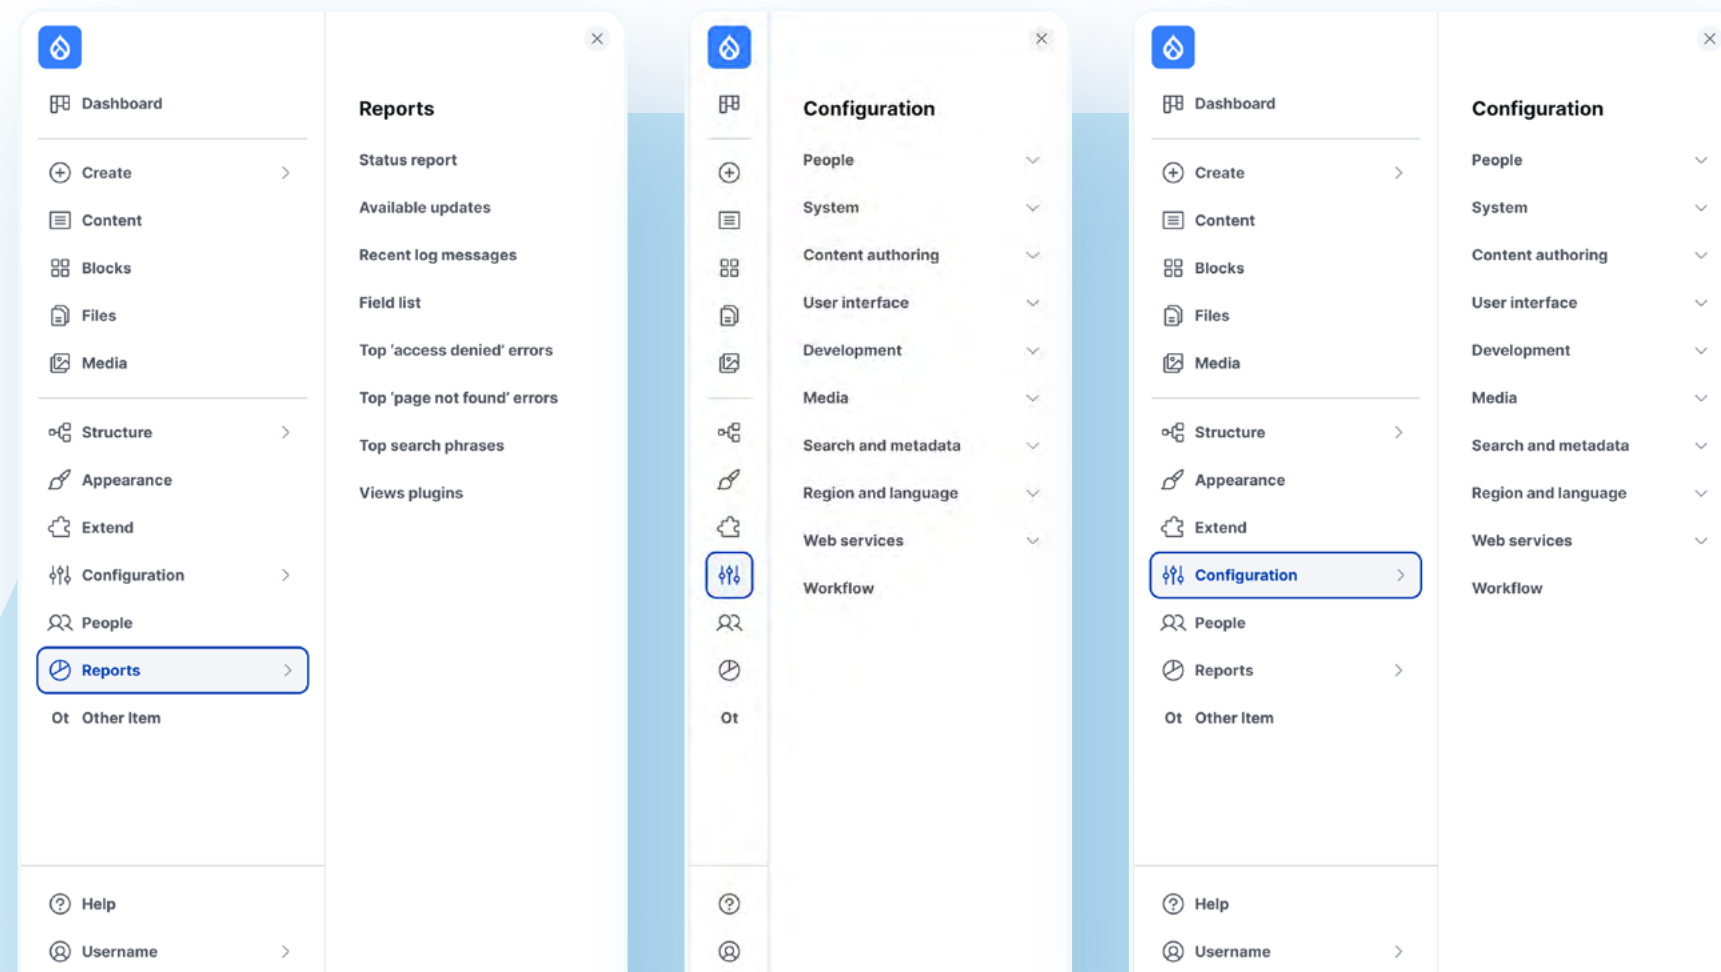 Dashboard
Create
Content
Blocks
Files
Media
Structure
Appearance
Extend
Configuration
People
Reports
Ot Other Item
Help
Username
Reports
Status report
Available updates
Recent log messages
Field list
Top 'access denied' errors
Top 'page not found' errors
Top search phrases
Views plugins
Ot
Configuration
People
System
Content authoring
User interface
Development
Media
Search and metadata
Region and language
Web services
Workflow
Dashboard
Create
Content
Blocks
Files
Media
Structure
Appearance
Extend
Configuration
People
Reports
Ot Other Item
Help
Username
Configuration
People
System
Content authoring
User interface
Development
Media
Search and metadata
Region and language
Web services
Workflow